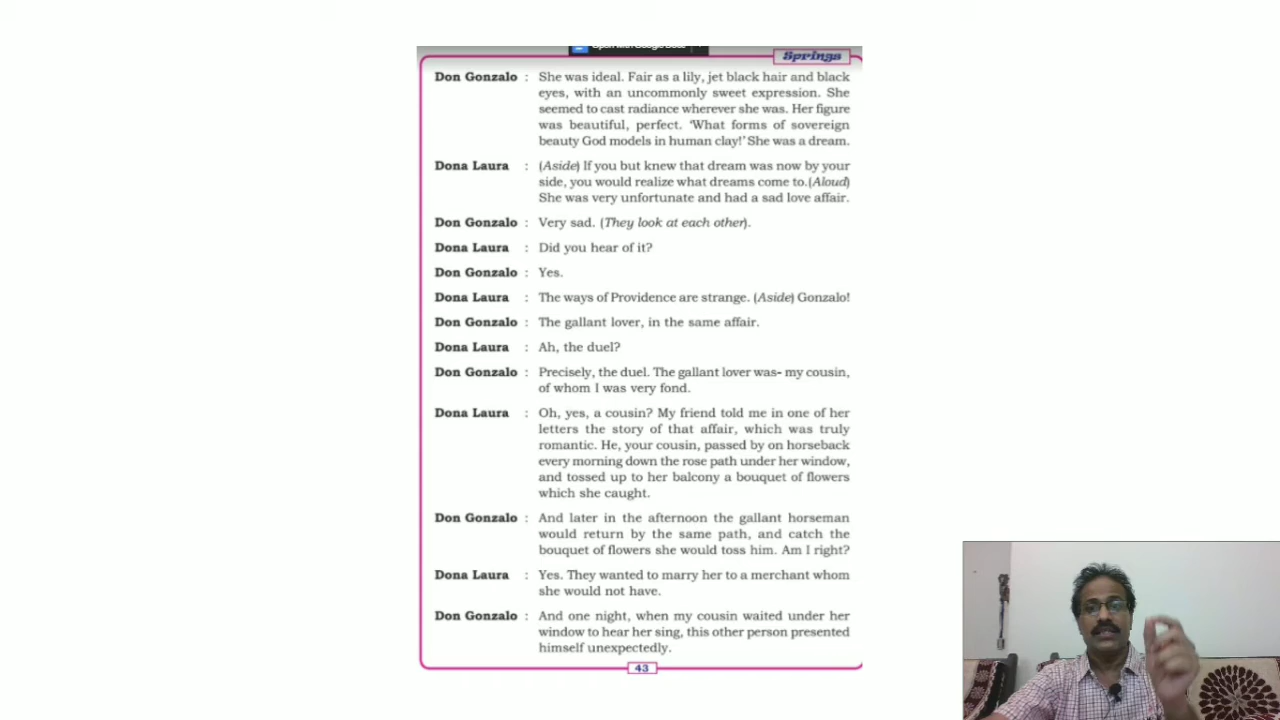 Open with Google Docs
Springs
Don Gonzalo : She was ideal. Fair as a lily, jet black hair and black
eyes, with an uncommonly sweet expression. She
seemed to cast radiance wherever she was. Her figure
was beautiful, perfect. 'What forms of sovereign
beauty God models in human clay!' She was a dream.
Dona Laura : (Aside) If you but knew that dream was now by your
side, you would realize what dreams come to.(Aloud)
She was very unfortunate and had a sad love affair.
Don Gonzalo : Very sad. (They look at each other).
Dona Laura : Did you hear of it?
Don Gonzalo : Yes.
Dona Laura : The ways of Providence are strange. (Aside) Gonzalo!
Don Gonzalo : The gallant lover, in the same affair.
Dona Laura : Ah, the duel?
Don Gonzalo : Precisely, the duel. The gallant lover was- my cousin,
of whom I was very fond.
Dona Laura : Oh, yes, a cousin? My friend told me in one of her
letters the story of that affair, which was truly
romantic. He, your cousin, passed by on horseback
every morning down the rose path under her window,
and tossed up to her balcony a bouquet of flowers
which she caught.
Don Gonzalo : And later in the afternoon the gallant horseman
would return by the same path, and catch the
bouquet of flowers she would toss him. Am I right?
Dona Laura : Yes. They wanted to marry her to a merchant whom
she would not have.
Don Gonzalo : And one night, when my cousin waited under her
window to hear her sing, this other person presented
himself unexpectedly.
43